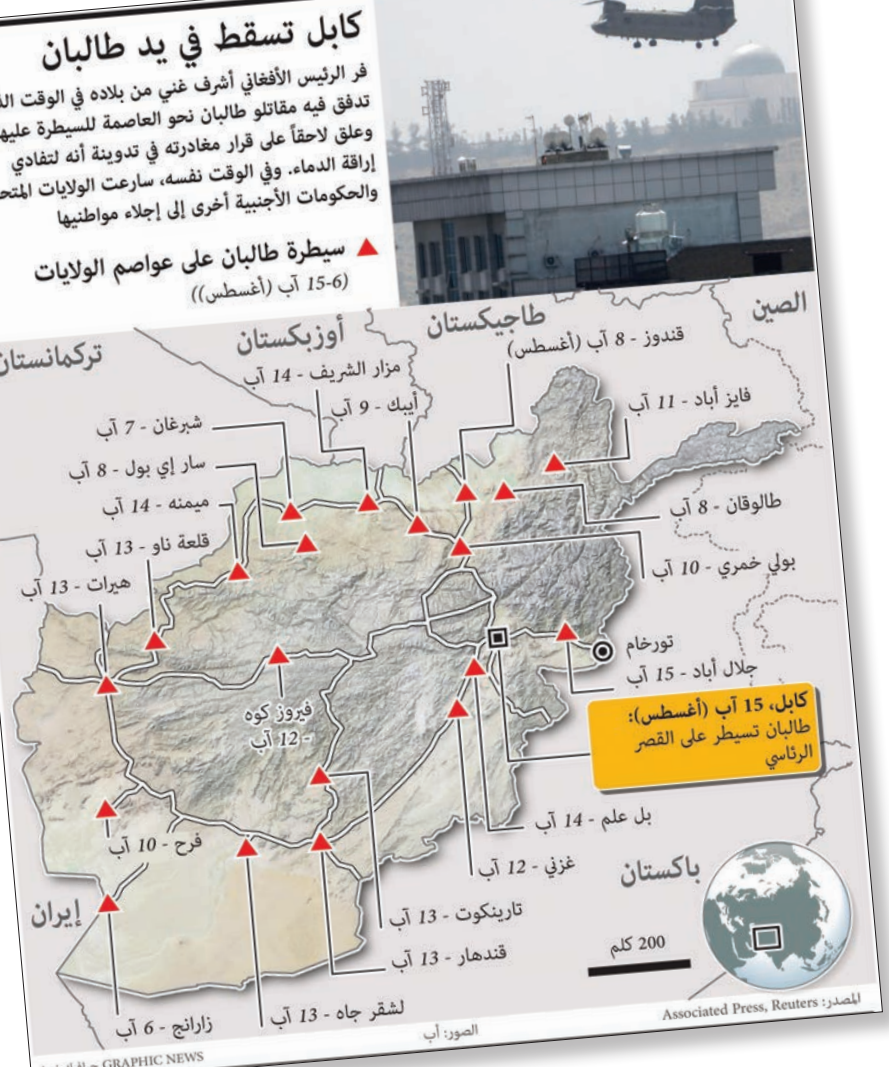 كابل تسقط في يد طالبان
فر الرئيس الأفغاني أشرف غني من بلاده في الوقت
تدفق فيه مقاتلو طالبان نحو العاصمة للسيطرة
وعلق لاحقاً على قرار مغادرته في تدوينة أنه لتفادي
إراقة الدماء. وفي الوقت نفسه، سارعت الولايات
والحكومات الأجنبية أخرى إلى إجلاء مواطنيها
سيطرة طالبان على عواصم الولايات
(6-15 آب (أغسطس))
الصين
طاجيكستان
أوزبكستان
تركمانستان
قندوز - 8 آب (أغسطس)
مزار الشريف - 14 آب
أيبك - 9 آب
فايز أباد - 11 آب
شبرغان - 7 آب
سار إي بول - 8 آب
ميمنه - 14 آب
طالوقان - 8 آب
قلعة ناو - 13 آب
بولي خمري - 10 آب
هيرات - 13 آب
تورخام
جلال أباد - 15 آب
فيروز كوه
- 12 آب
كابل، 15 آب (أغسطس):
طالبان تسيطر على القصر
الرئاسي
بل علم - 14 آب
فرح - 10 آب
غزني - 12 آب
باكستان
إيران
تارينكوت - 13 آب
قندهار - 13 آب
200 كلم
لشقر جاه - 13 آب
زارانج - 6 آب
المصدر: Associated Press, Reuters
الصور: آب
GRAPHIC NEWS